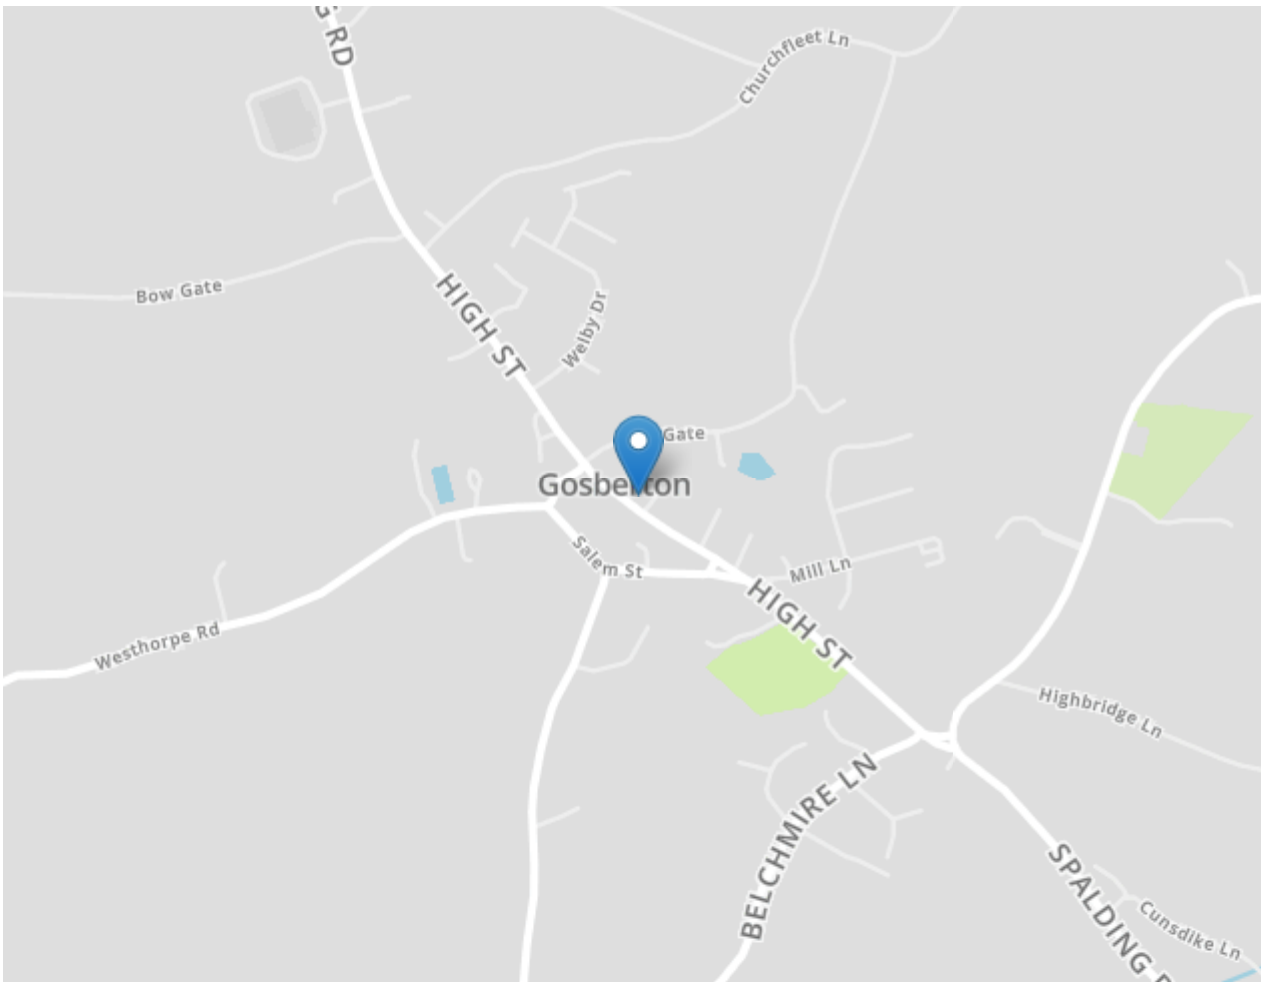 G RD
Churchfleet Ln
Bow Gate
HIGH ST
Welby Dr
Gate
Gosberton
Salem St
Mill Ln
HIGH ST
Westhorpe Rd
Highbridge Ln
BELCHMIRE LN
SPALDING
Cunsdike Ln